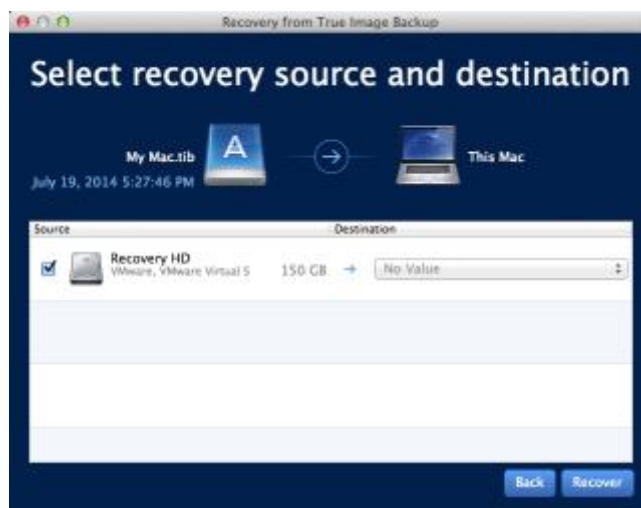 Recovery from True Image Backup
Select recovery source and destination
My Mac.tib
July 19, 2014 5:27:46 PM
This Mac
Source Destination
Recovery HD
VMware, VMware Virtual S
150 GB
No Value
Back Recover